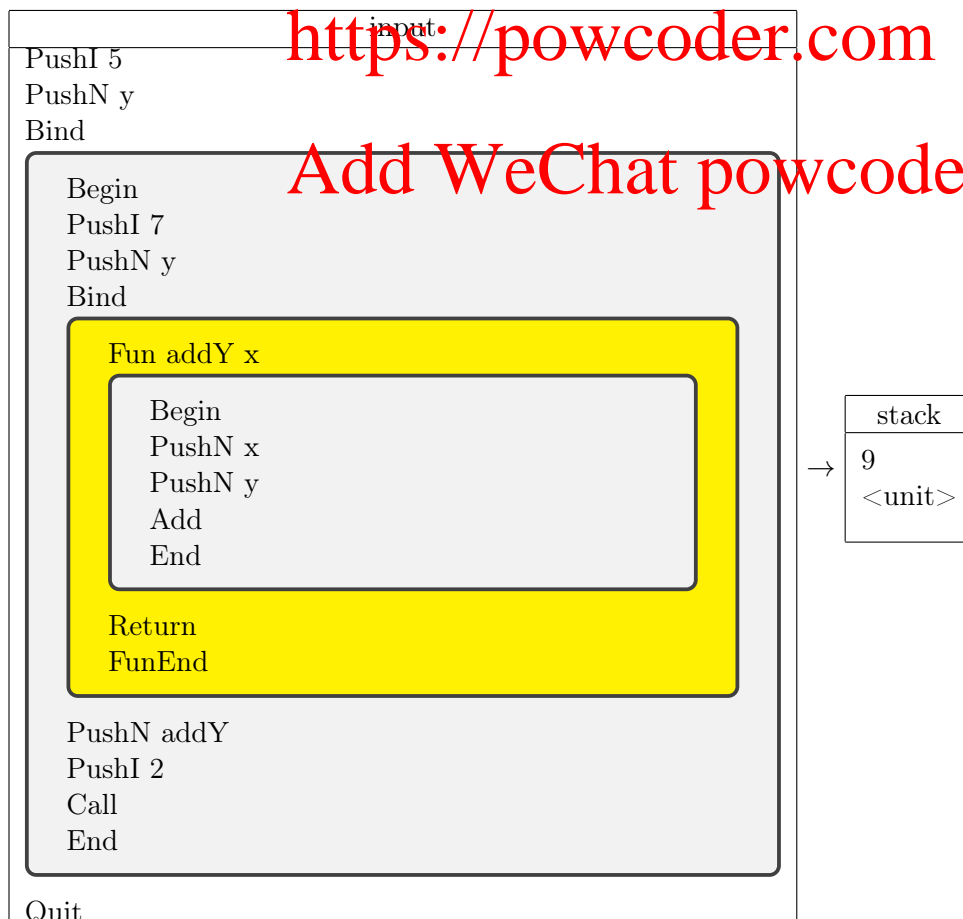 input
https://powcoder.com
PushI 5
PushN y
Bind
Add WeChat powcode
Begin
PushI 7
PushN y
Bind
Fun addY x
Begin
PushN x
PushN y
Add
End
Return
FunEnd
PushN addY
PushI 2
Call
End
Quit
→
stack
9
<unit>